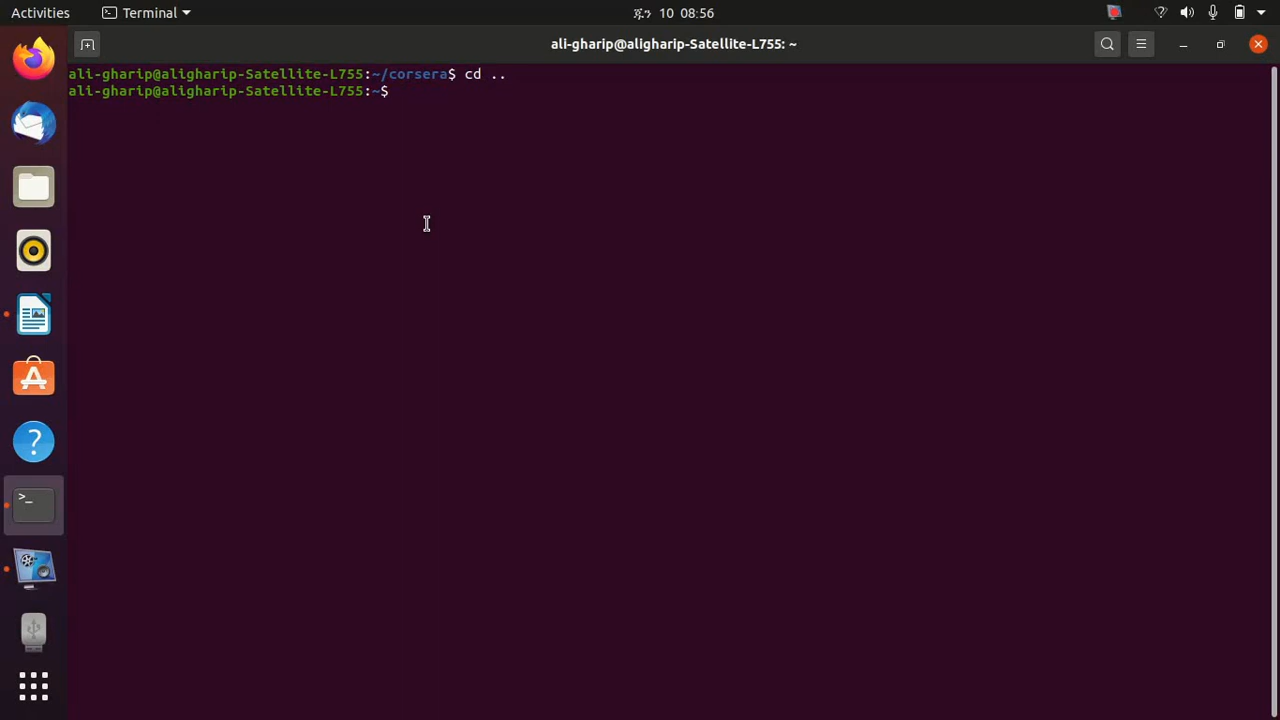 Activities
Terminal
10 08:56
ali-gharip@aligharip-Satellite-L755: ~
ali-gharip@aligharip-Satellite-L755:~/corsera$ cd ..
ali-gharip@aligharip-Satellite-L755:~$